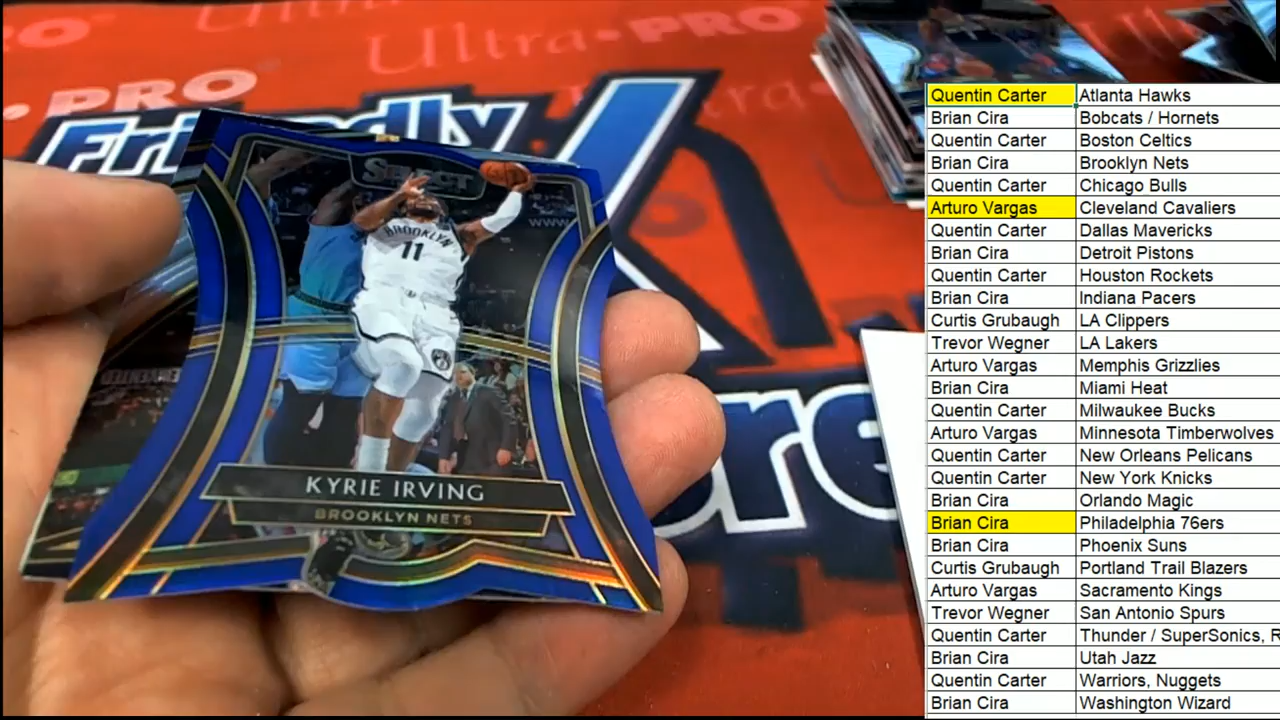 Ultra•PRO
PRO
Friendly
www.
SELECT
BROOKLYN
11
KYRIE IRVING
BROOKLYN NETS
Quentin Carter Atlanta Hawks
Brian Cira Bobcats / Hornets
Quentin Carter Boston Celtics
Brian Cira Brooklyn Nets
Quentin Carter Chicago Bulls
Arturo Vargas Cleveland Cavaliers
Quentin Carter Dallas Mavericks
Brian Cira Detroit Pistons
Quentin Carter Houston Rockets
Brian Cira Indiana Pacers
Curtis Grubaugh LA Clippers
Trevor Wegner LA Lakers
Arturo Vargas Memphis Grizzlies
Brian Cira Miami Heat
Quentin Carter Milwaukee Bucks
Arturo Vargas Minnesota Timberwolves
Quentin Carter New Orleans Pelicans
Quentin Carter New York Knicks
Brian Cira Orlando Magic
Brian Cira Philadelphia 76ers
Brian Cira Phoenix Suns
Curtis Grubaugh Portland Trail Blazers
Arturo Vargas Sacramento Kings
Trevor Wegner San Antonio Spurs
Quentin Carter Thunder / SuperSonics, R
Brian Cira Utah Jazz
Quentin Carter Warriors, Nuggets
Brian Cira Washington Wizard